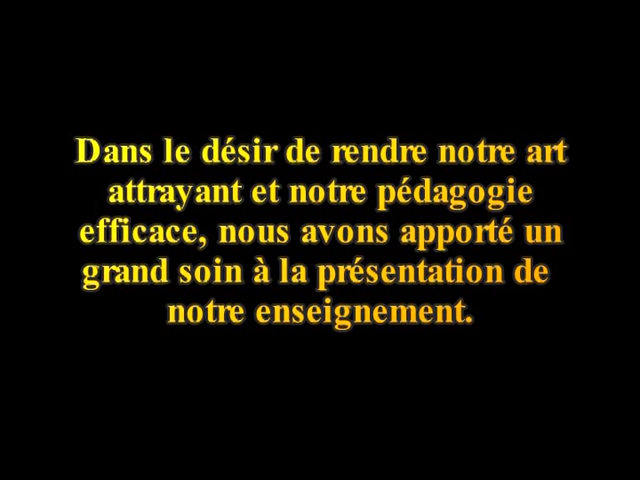 Dans le désir de rendre notre art
attrayant et notre pédagogie
efficace, nous avons apporté un
grand soin à la présentation de
notre enseignement.